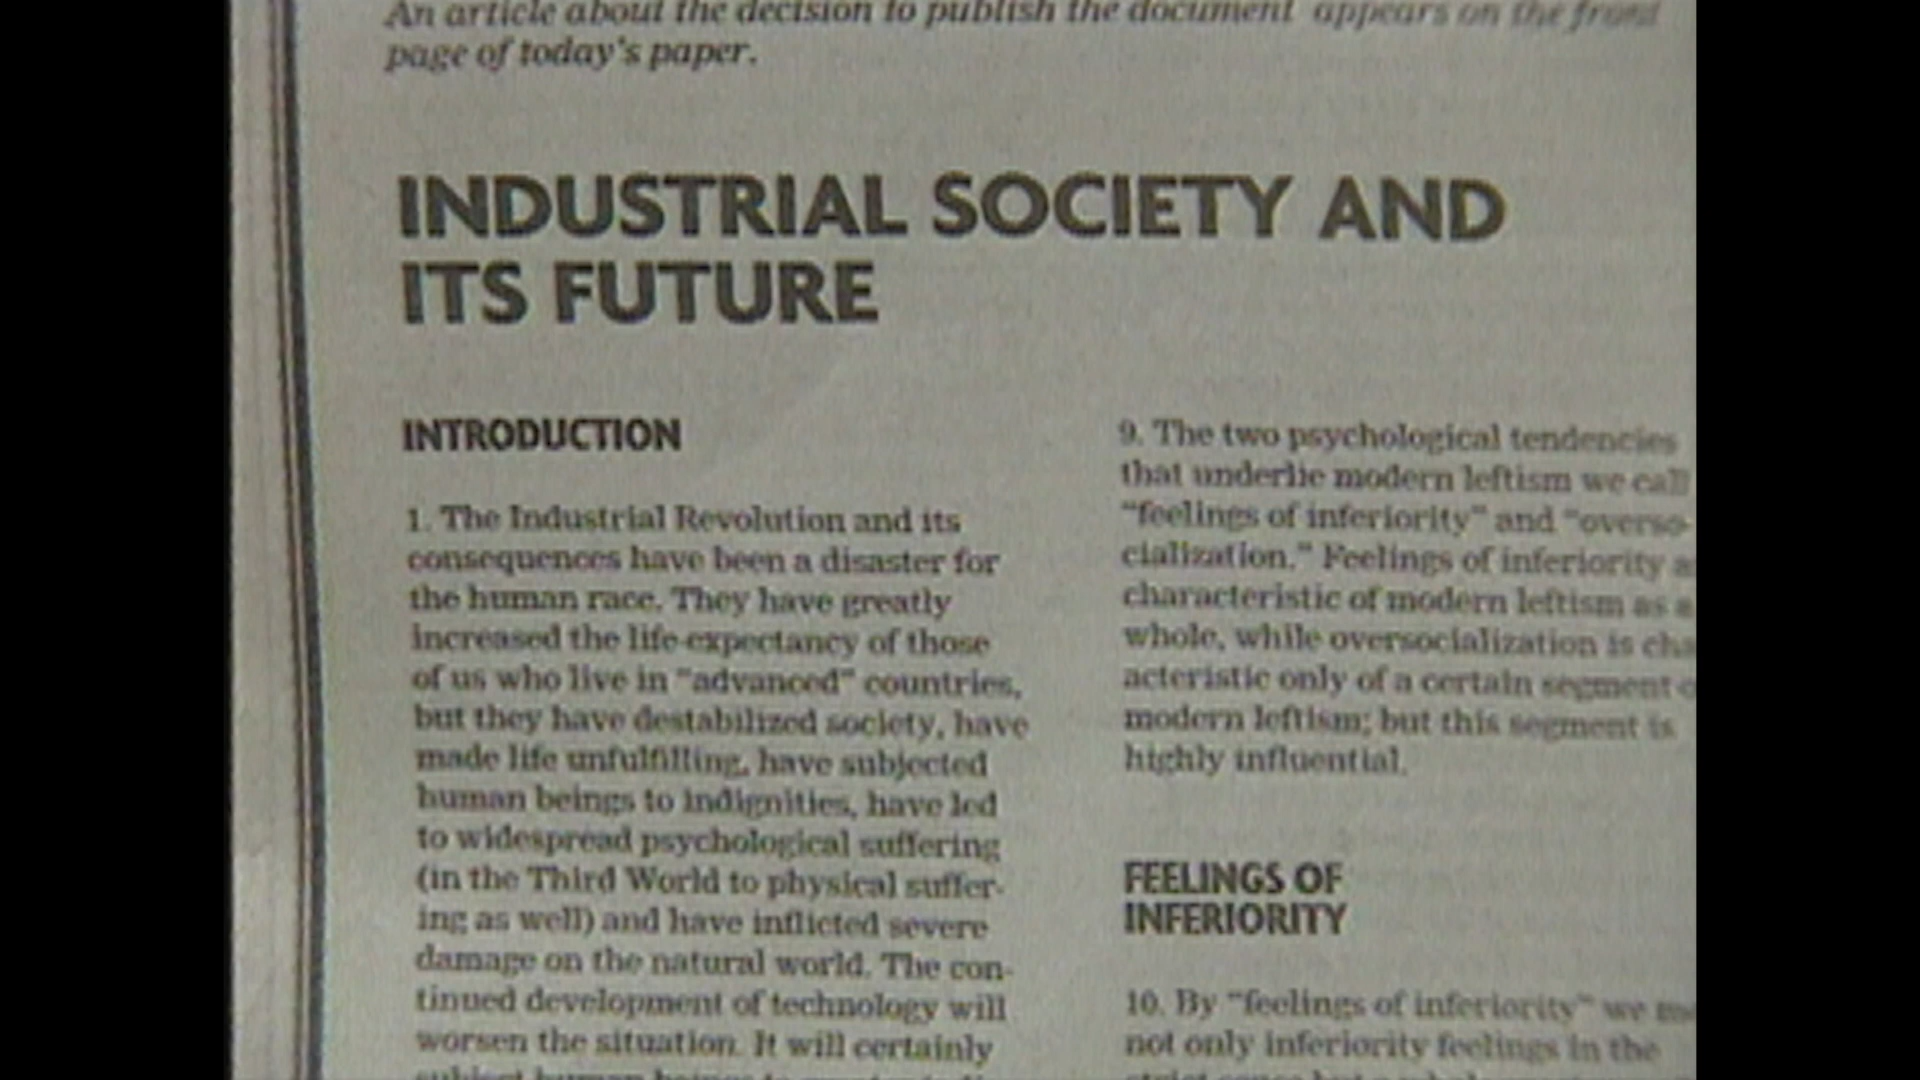 An article about the decision to publish the document appears on the front
page of today's paper.
INDUSTRIAL SOCIETY AND
ITS FUTURE
INTRODUCTION
1. The Industrial Revolution and its
consequences have been a disaster for
the human race. They have greatly
increased the life-expectancy of those
of us who live in "advanced" countries,
but they have destabilized society, have
made life unfulfilling, have subjected
human beings to indignities, have led
to widespread psychological suffering
(in the Third World to physical suffer-
ing as well) and have inflicted severe
damage on the natural world. The con-
tinued development of technology will
worsen the situation. It will certainly
9. The two psychological tendencies
that underlie modern leftism we call
"feelings of inferiority" and "overso-
cialization." Feelings of inferiority
characteristic of modern leftism as a
whole, while oversocialization is cha
acteristic only of a certain segment
modern leftism; but this segment is
highly influential.
FEELINGS OF
INFERIORITY
10. By "feelings of inferiority" we
not only inferiority feelings in the